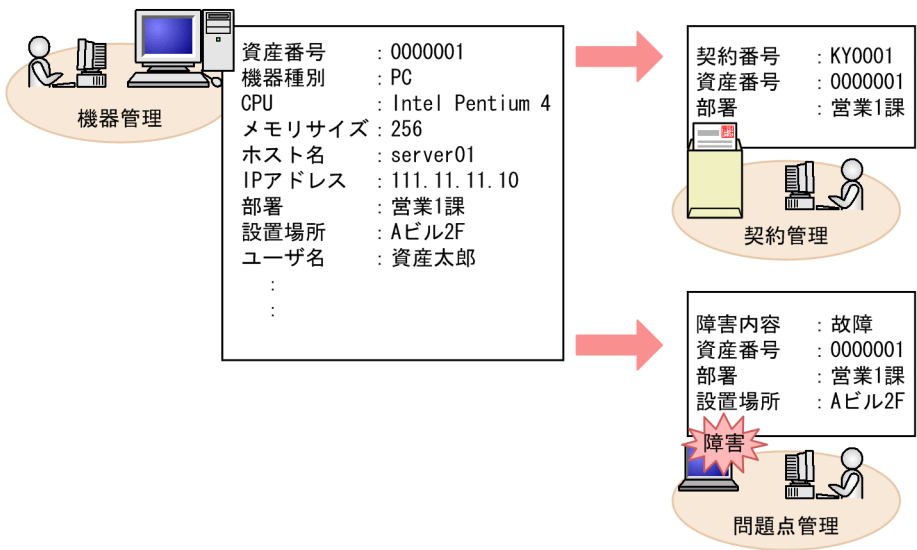 機器管理
資産番号 : 0000001
機器種別 : PC
CPU : Intel Pentium 4
メモリサイズ : 256
ホスト名 : server01
IPアドレス : 111.11.11.10
部署 : 営業1課
設置場所 : Aビル2F
ユーザ名 : 資産太郎
:
:
契約番号 : KY0001
資産番号 : 0000001
部署 : 営業1課
契約管理
障害内容 : 故障
資産番号 : 0000001
部署 : 営業1課
設置場所 : Aビル2F
障害
問題点管理